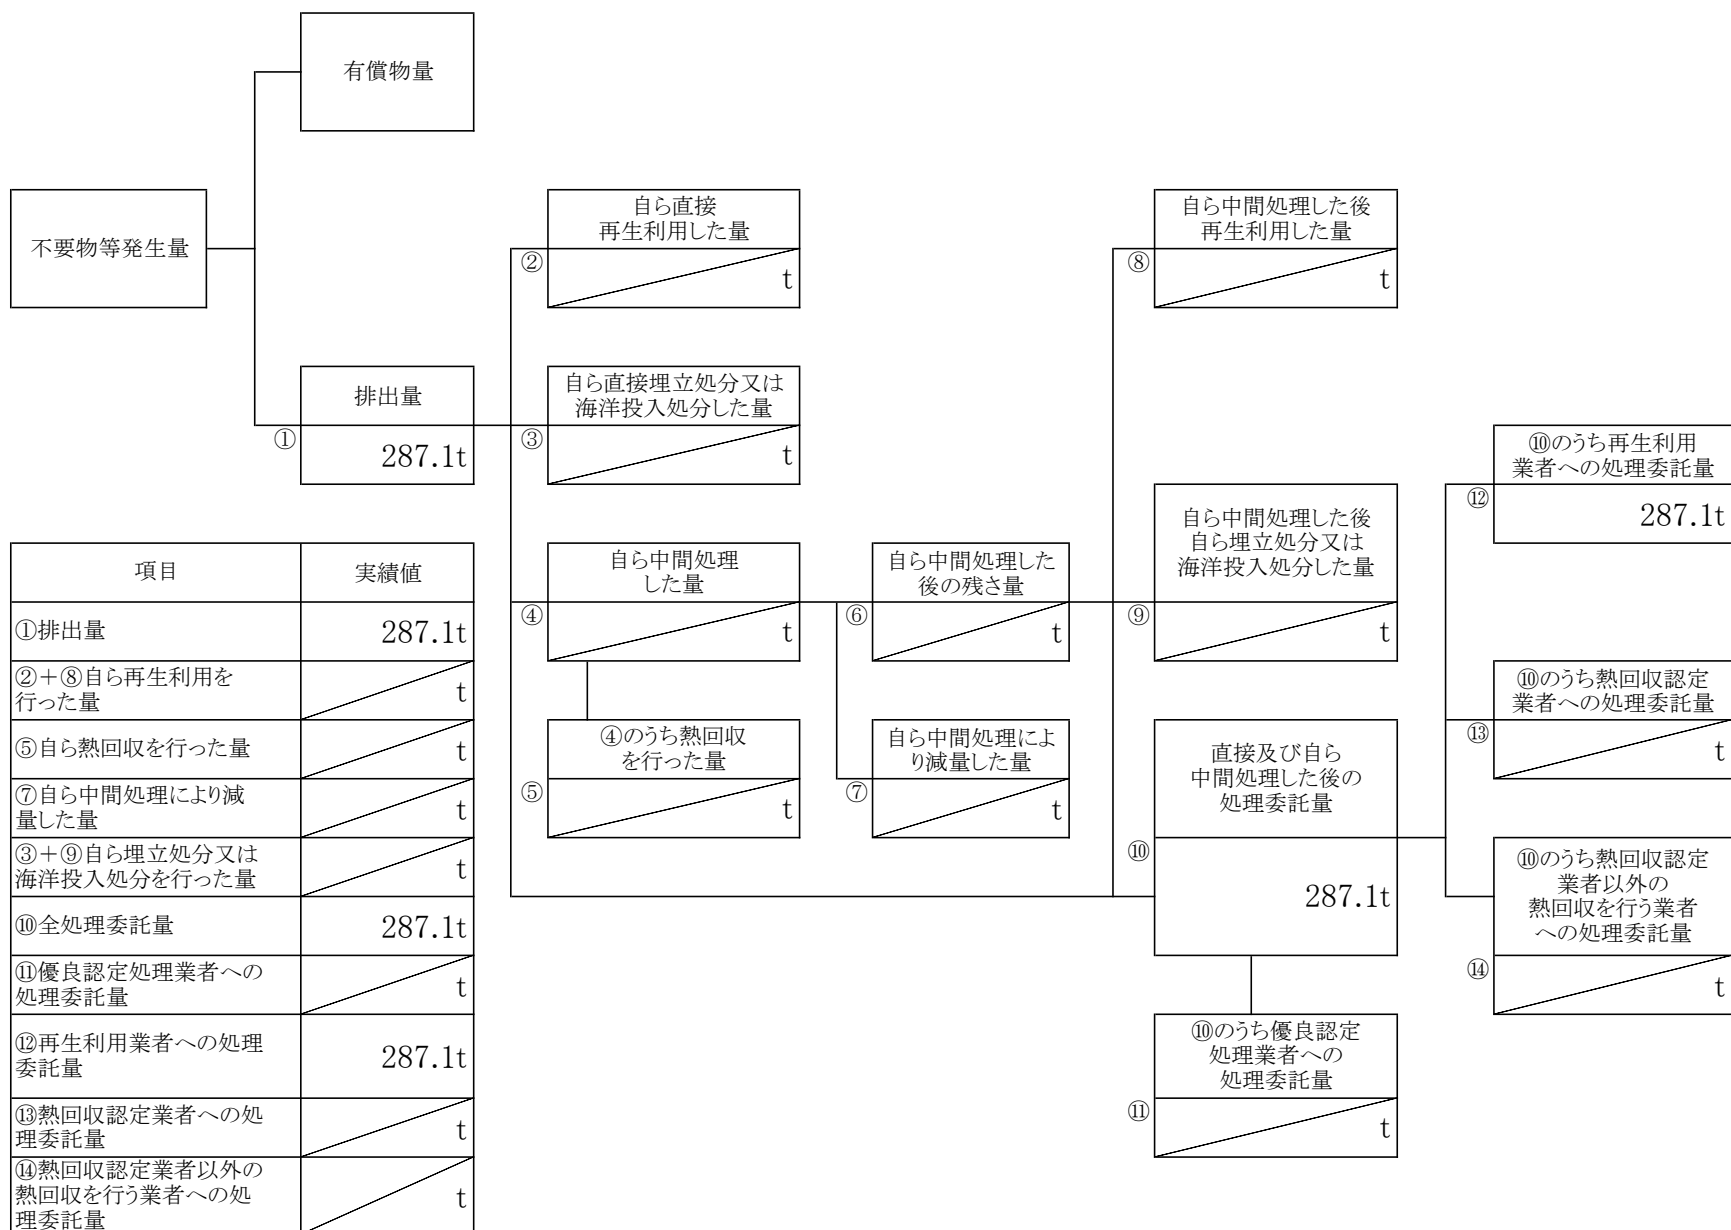 有償物量
不要物等発生量
自ら直接
再生利用した量
②
t
自ら中間処理した後
再生利用した量
⑧
t
排出量
①
287.1t
自ら直接埋立処分又は
海洋投入処分した量
③
t
⑩のうち再生利用
業者への処理委託量
⑫
287.1t
自ら中間処理
した量
④
t
自ら中間処理した
後の残さ量
⑥
t
自ら中間処理した後
自ら埋立処分又は
海洋投入処分した量
⑨
t
⑩のうち熱回収認定
業者への処理委託量
⑬
t
④のうち熱回収
を行った量
⑤
t
自ら中間処理によ
り減量した量
⑦
t
直接及び自ら
中間処理した後の
処理委託量
⑩
287.1t
⑩のうち熱回収認定
業者以外の
熱回収を行う業者
への処理委託量
⑭
t
⑩のうち優良認定
処理業者への
処理委託量
⑪
t
項目
実績値
①排出量
287.1t
②＋⑧自ら再生利用を
行った量
t
⑤自ら熱回収を行った量
t
⑦自ら中間処理により減
量した量
t
③＋⑨自ら埋立処分又は
海洋投入処分を行った量
t
⑩全処理委託量
287.1t
⑪優良認定処理業者への
処理委託量
t
⑫再生利用業者への処理
委託量
287.1t
⑬熱回収認定業者への処
理委託量
t
⑭熱回収認定業者以外の
熱回収を行う業者への処
理委託量
t